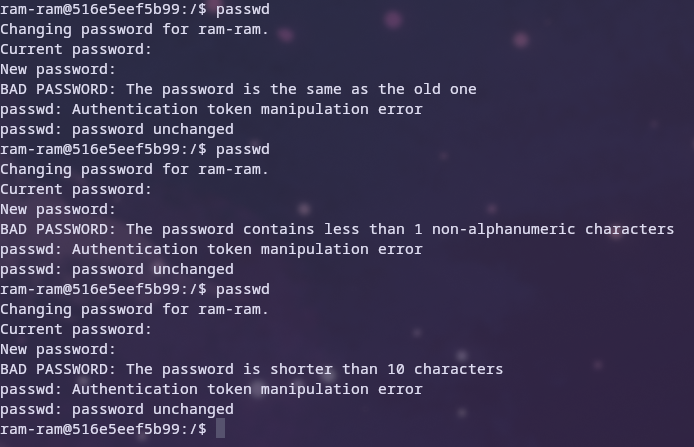 ram-ram@516e5eef5b99:/$ passwd
Changing password for ram-ram.
Current password:
New password:
BAD PASSWORD: The password is the same as the old one
passwd: Authentication token manipulation error
passwd: password unchanged
ram-ram@516e5eef5b99:/$ passwd
Changing password for ram-ram.
Current password:
New password:
BAD PASSWORD: The password contains less than 1 non-alphanumeric characters
passwd: Authentication token manipulation error
passwd: password unchanged
ram-ram@516e5eef5b99:/$ passwd
Changing password for ram-ram.
Current password:
New password:
BAD PASSWORD: The password is shorter than 10 characters
passwd: Authentication token manipulation error
passwd: password unchanged
ram-ram@516e5eef5b99:/$